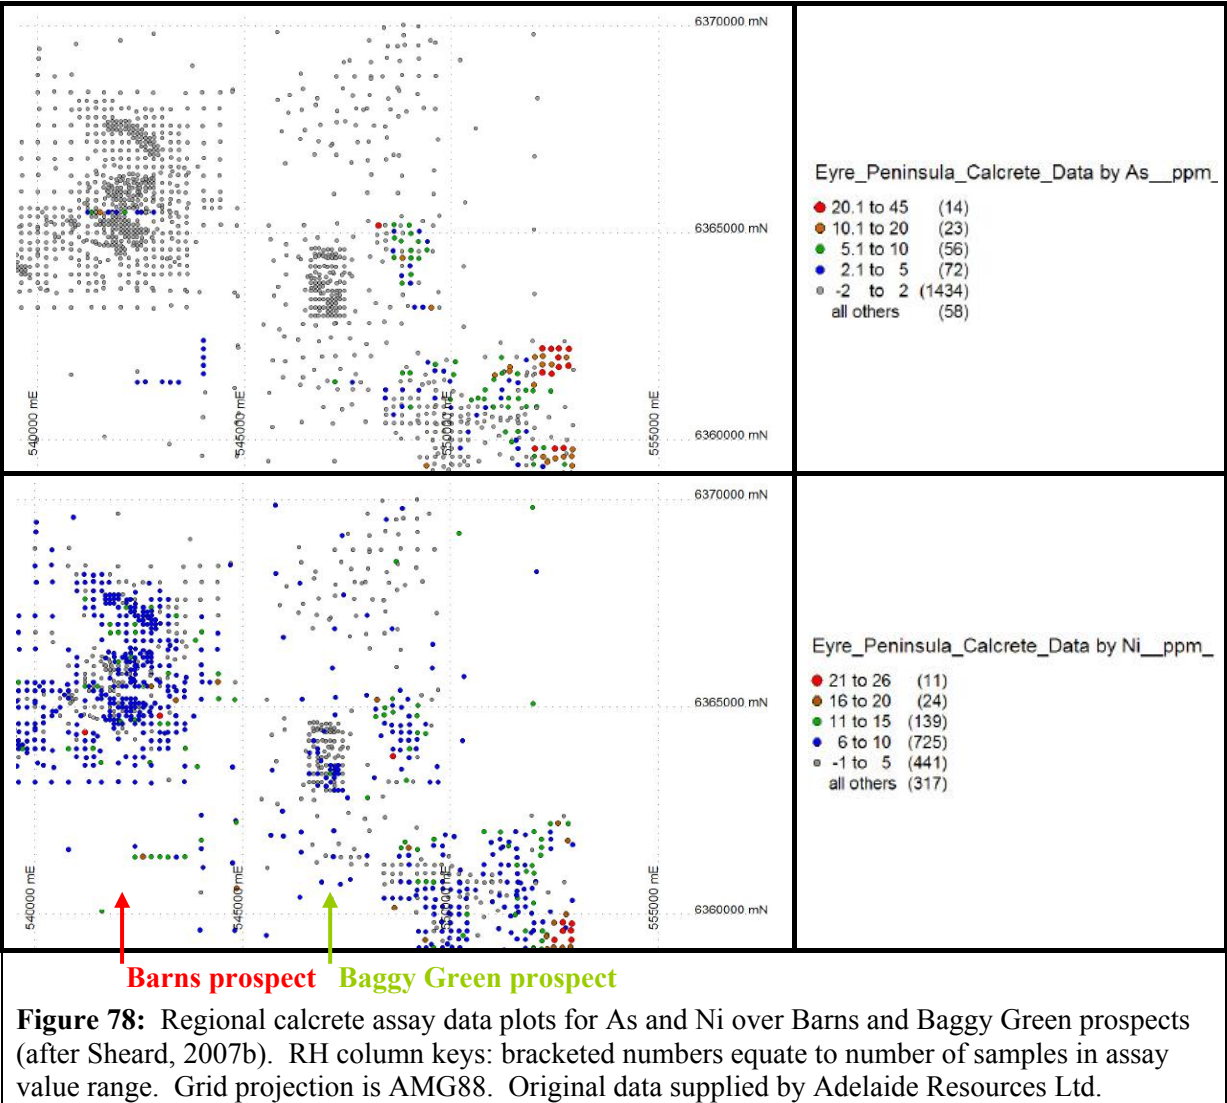 6370000 mN
6365000 mN
6360000 mN
540000 mE
545000 mE
550000 mE
555000 mE
Eyre_Peninsula_Calcrete_Data by As__ppm_
20.1 to 45 (14)
10.1 to 20 (23)
5.1 to 10 (56)
2.1 to 5 (72)
-2 to 2 (1434)
all others (58)
6370000 mN
6365000 mN
6360000 mN
540000 mE
545000 mE
550000 mE
555000 mE
Eyre_Peninsula_Calcrete_Data by Ni__ppm_
21 to 26 (11)
16 to 20 (24)
11 to 15 (139)
6 to 10 (725)
-1 to 5 (441)
all others (317)
Barns prospect Baggy Green prospect
Figure 78: Regional calcrete assay data plots for As and Ni over Barns and Baggy Green prospects
(after Sheard, 2007b). RH column keys: bracketed numbers equate to number of samples in assay
value range. Grid projection is AMG88. Original data supplied by Adelaide Resources Ltd.